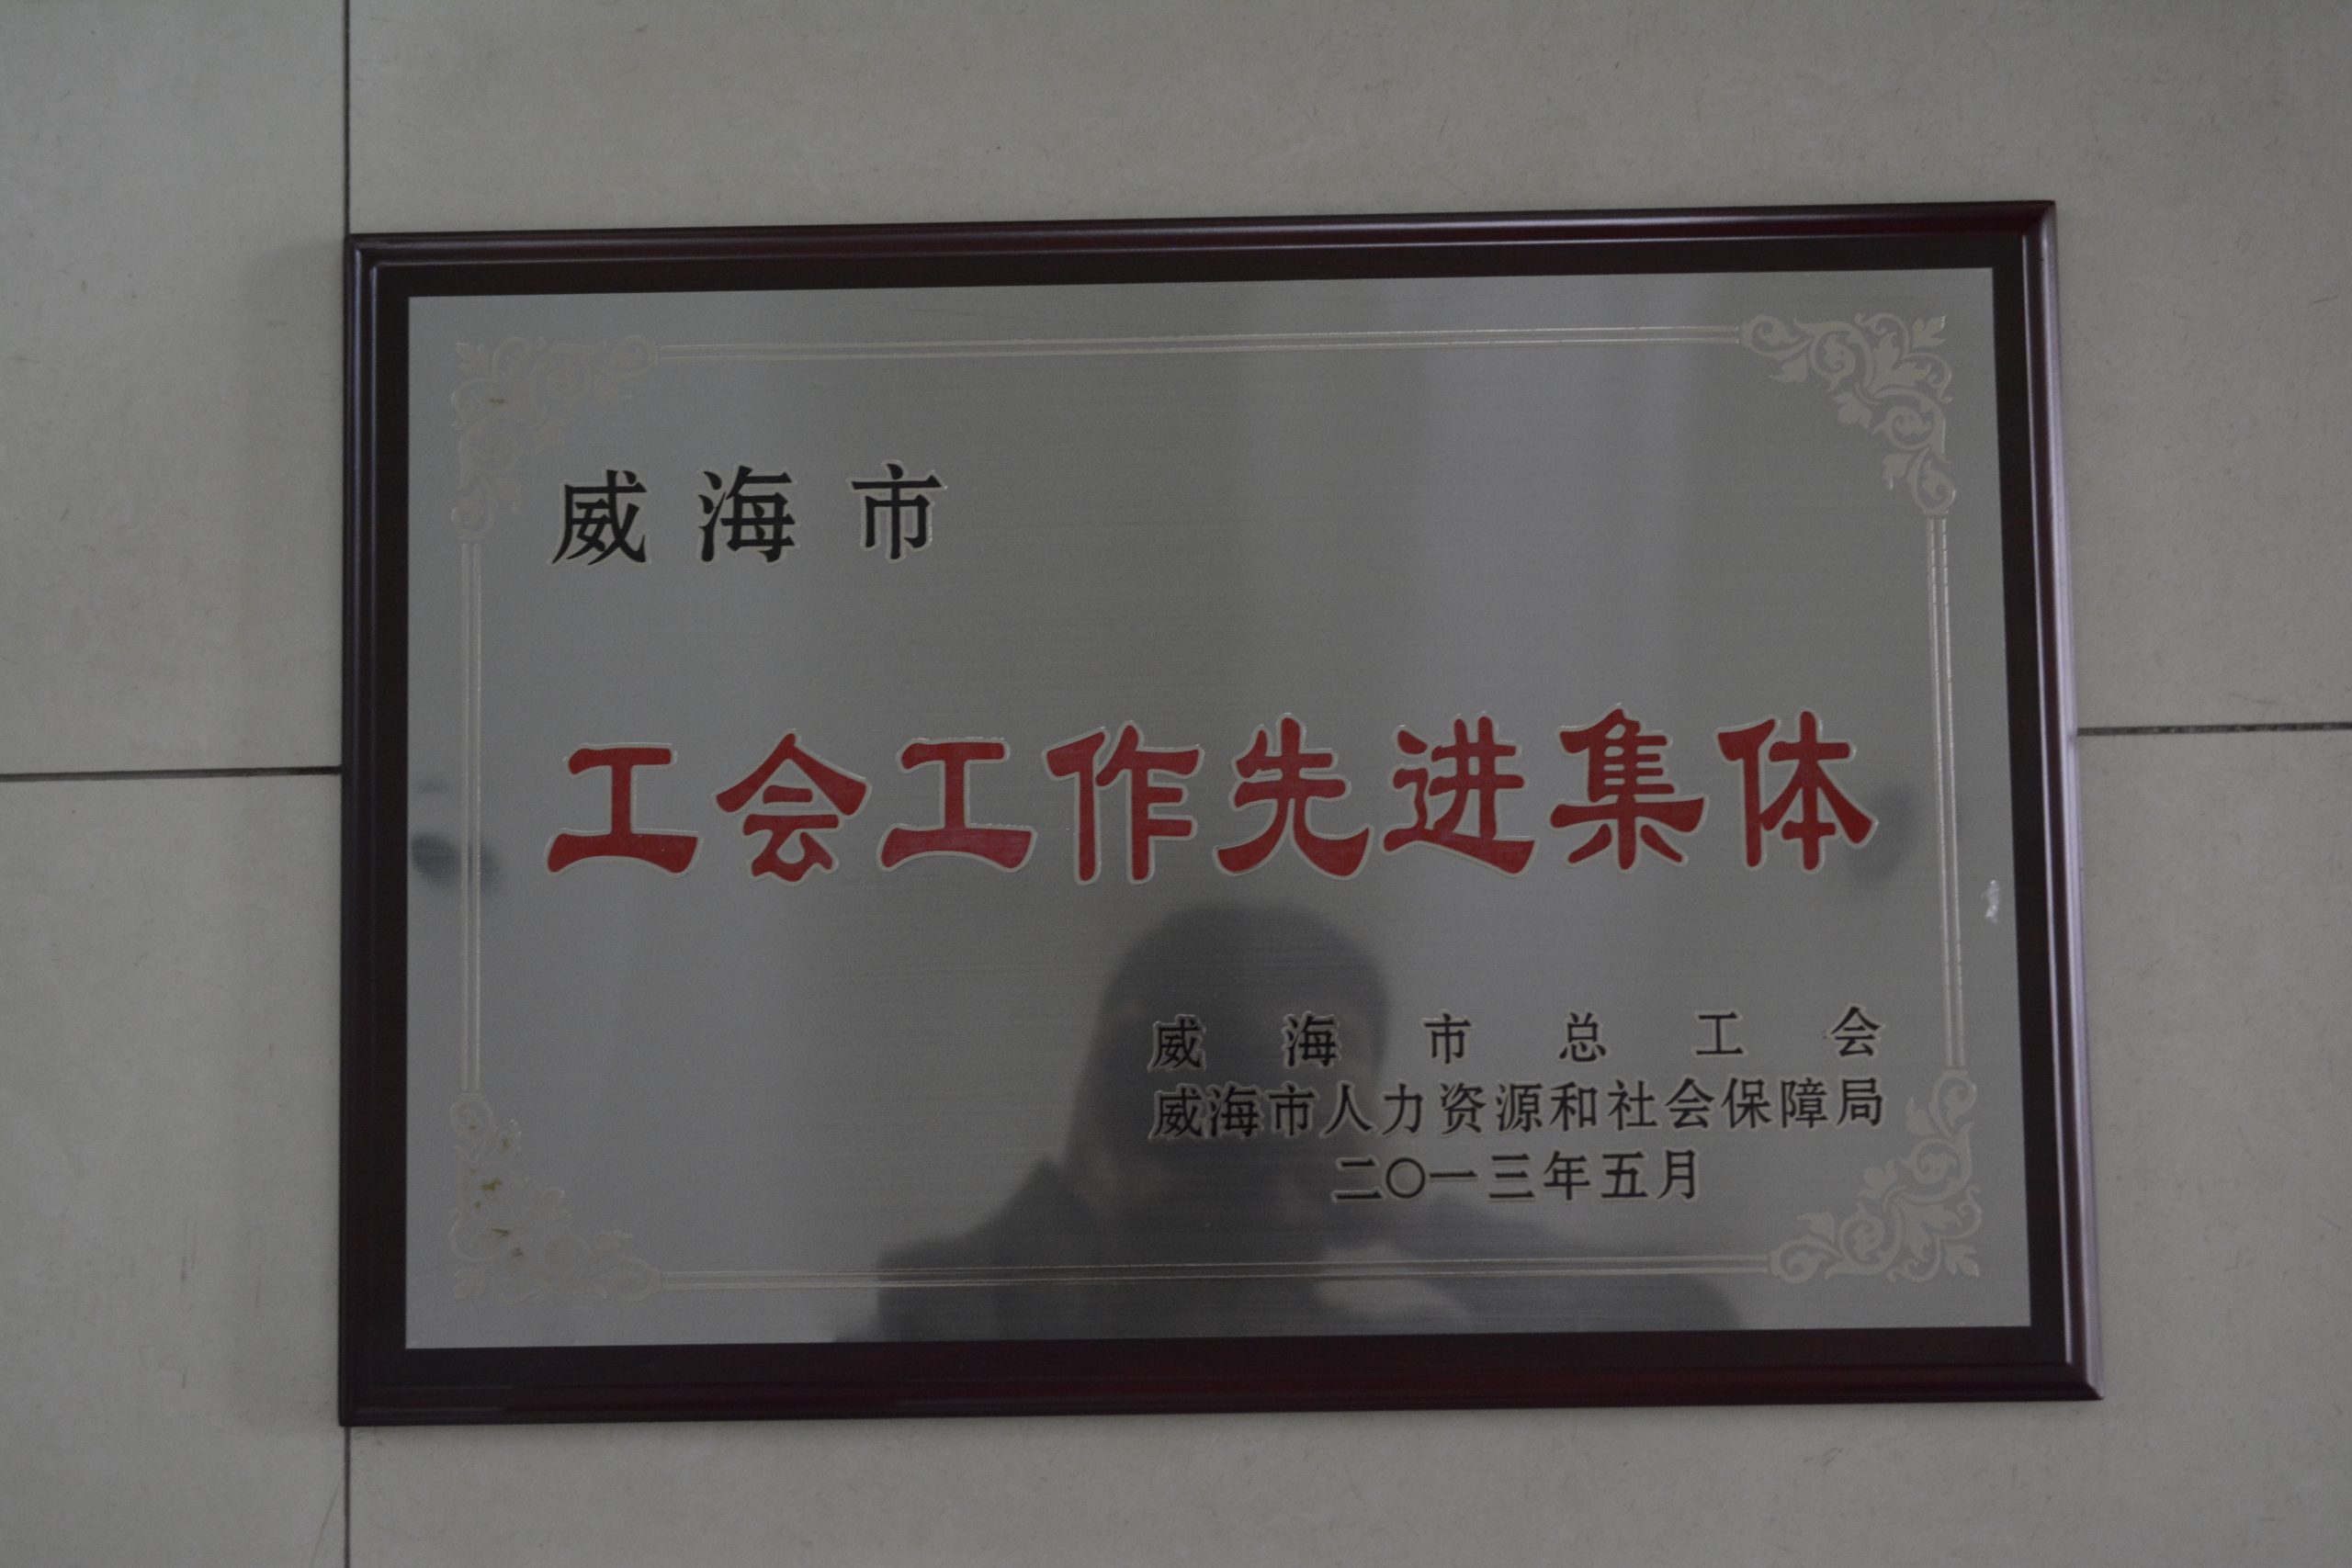 威海市
工会工作先进集体
威海市总工会
威海市人力资源和社会保障局
二〇一三年五月